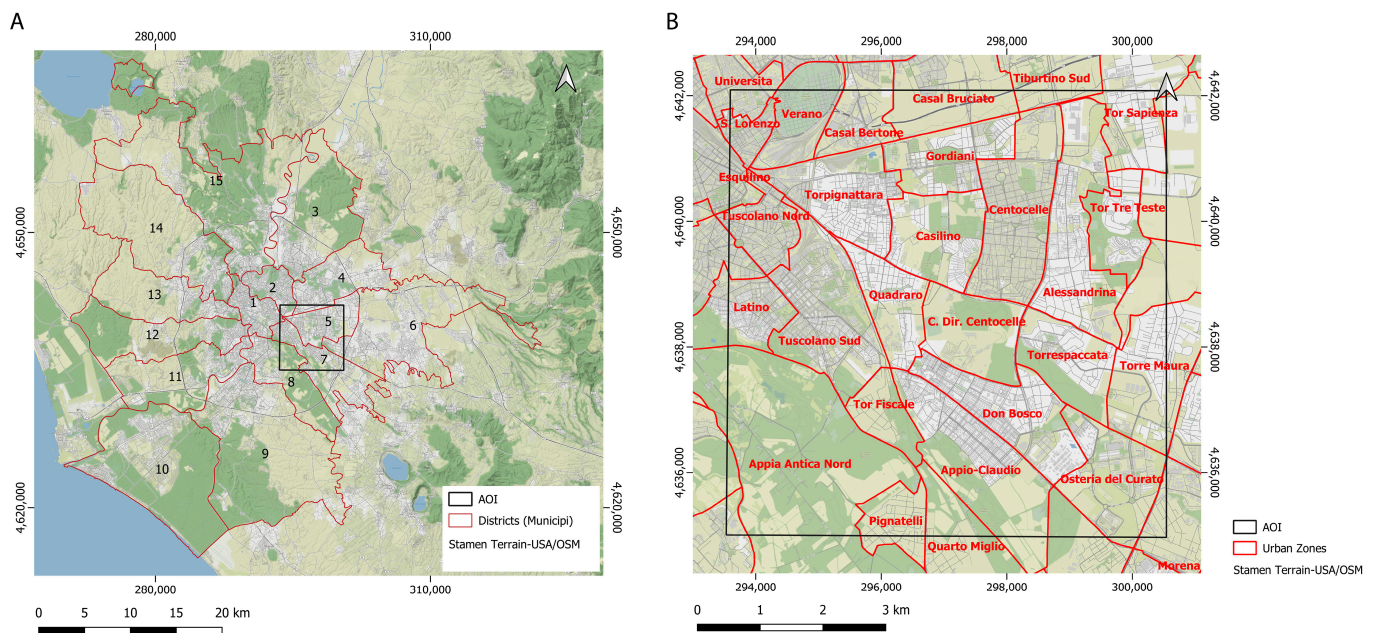 A
280,000
310,000
4,650,000
4,650,000
15
3
14
4
2
13
1
5
6
12
7
11
8
9
10
4,620,000
4,620,000
AOI
Districts (Municipi)
Stamen Terrain-USA/OSM
280,000
310,000
0 5 10 15 20 km
B
294,000 296,000 298,000 300,000
4,642,000
4,642,000
Universita
Tiburtino Sud
Casal Bruciato
Verano
Tor Sapienza
S. Lorenzo
Casal Bertone
Gordiani
Esquilino
Torpignattara
4,640,000
4,640,000
Tuscolano Nord
Centocelle
Tor Tre Teste
Casilino
Quadraro
Alessandrina
Latino
C. Dir. Centocelle
Tuscolano Sud
4,638,000
4,638,000
Torrespaccata
Torre Maura
Tor Fiscale
Don Bosco
Appia Antica Nord
Appio-Claudio
Osteria del Curato
4,636,000
4,636,000
Pignatelli
Quarto Miglio
Morena
294,000 296,000 298,000 300,000
AOI
Urban Zones
Stamen Terrain-USA/OSM
0 1 2 3 km